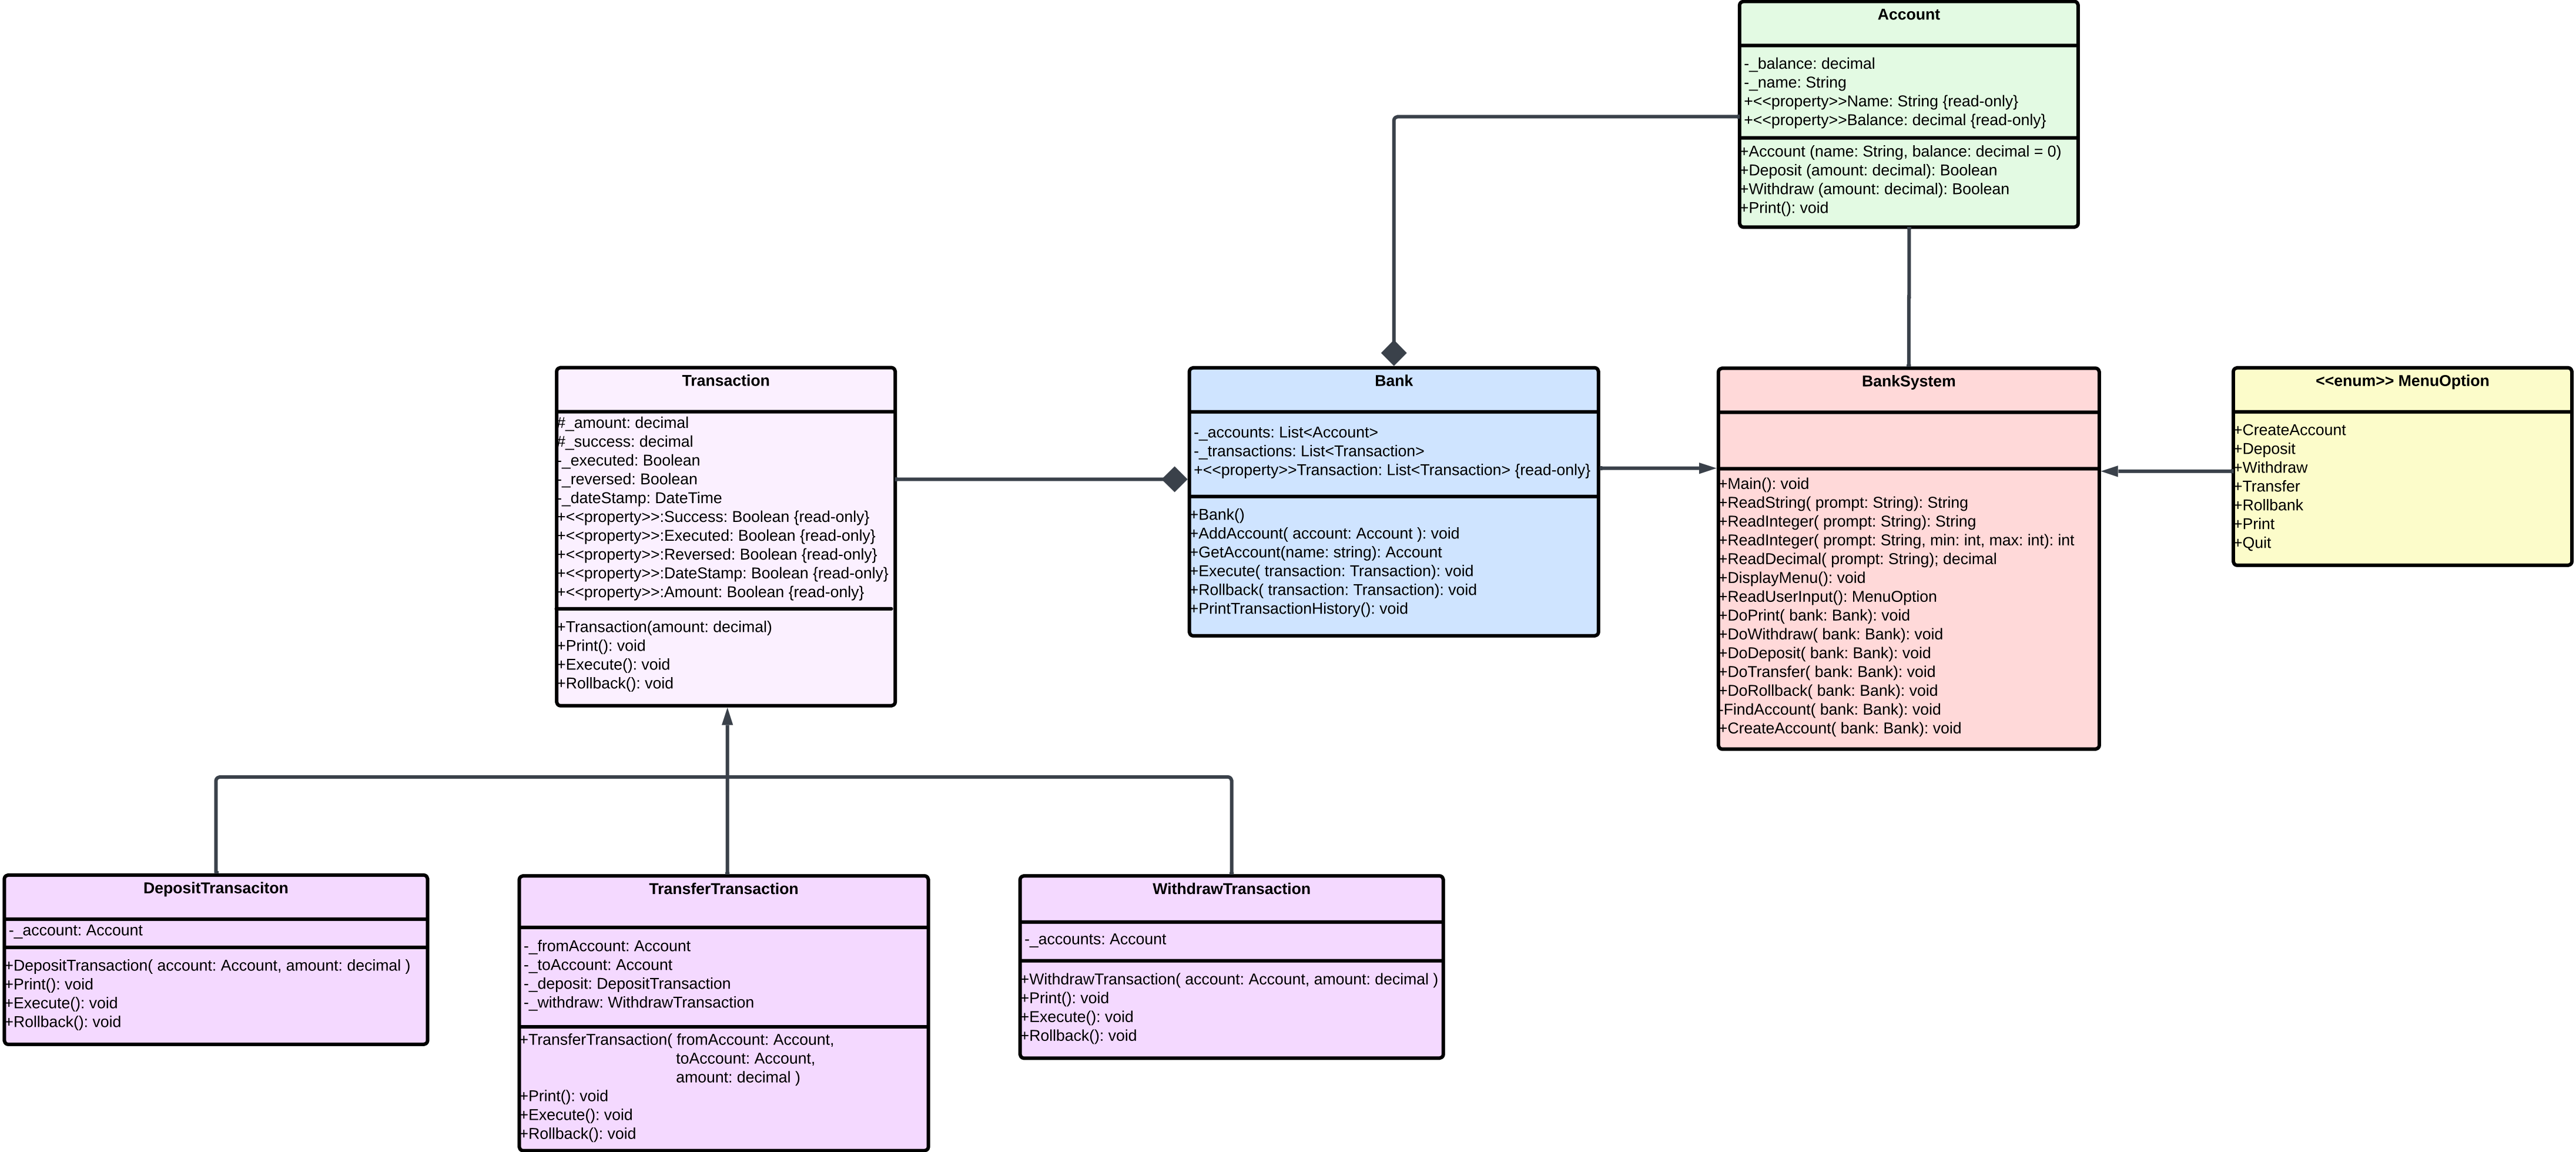 Account
-_balance: decimal
-_name: String
+<<property>>Name: String {read-only}
+<<property>>Balance: decimal {read-only}
+Account (name: String, balance: decimal = 0)
+Deposit (amount: decimal): Boolean
+Withdraw (amount: decimal): Boolean
+Print(): void
Transaction
#_amount: decimal
#_success: decimal
-_executed: Boolean
-_reversed: Boolean
-_dateStamp: DateTime
+<<property>>:Success: Boolean {read-only}
+<<property>>:Executed: Boolean {read-only}
+<<property>>:Reversed: Boolean {read-only}
+<<property>>:DateStamp: Boolean {read-only}
+<<property>>:Amount: Boolean {read-only}
+Transaction(amount: decimal)
+Print(): void
+Execute(): void
+Rollback(): void
Bank
-_accounts: List<Account>
-_transactions: List<Transaction>
+<<property>>Transaction: List<Transaction> {read-only}
+Bank()
+AddAccount( account: Account ): void
+GetAccount(name: string): Account
+Execute( transaction: Transaction): void
+Rollback( transaction: Transaction): void
+PrintTransactionHistory(): void
BankSystem
+Main(): void
+ReadString( prompt: String): String
+ReadInteger( prompt: String): String
+ReadInteger( prompt: String, min: int, max: int): int
+ReadDecimal( prompt: String); decimal
+DisplayMenu(): void
+ReadUserInput(): MenuOption
+DoPrint( bank: Bank): void
+DoWithdraw( bank: Bank): void
+DoDeposit( bank: Bank): void
+DoTransfer( bank: Bank): void
+DoRollback( bank: Bank): void
-FindAccount( bank: Bank): void
+CreateAccount( bank: Bank): void
<<enum>> MenuOption
+CreateAccount
+Deposit
+Withdraw
+Transfer
+Rollbank
+Print
+Quit
DepositTransaciton
-_account: Account
+DepositTransaction( account: Account, amount: decimal )
+Print(): void
+Execute(): void
+Rollback(): void
TransferTransaction
-_fromAccount: Account
-_toAccount: Account
-_deposit: DepositTransaction
-_withdraw: WithdrawTransaction
+TransferTransaction( fromAccount: Account,
toAccount: Account,
amount: decimal )
+Print(): void
+Execute(): void
+Rollback(): void
WithdrawTransaction
-_accounts: Account
+WithdrawTransaction( account: Account, amount: decimal )
+Print(): void
+Execute(): void
+Rollback(): void